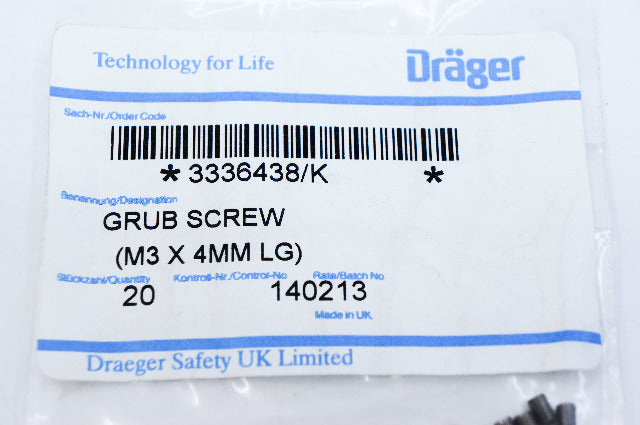 Technology for Life
Dräger
Sach-Nr./Order Code
*3336438/K *
Benennung/Designation
GRUB SCREW
(M3 X 4MM LG)
Stückzahl/Quantity Kontroll-Nr./Control-No Rate/Batch No
20 140213
Made in UK
Draeger Safety UK Limited